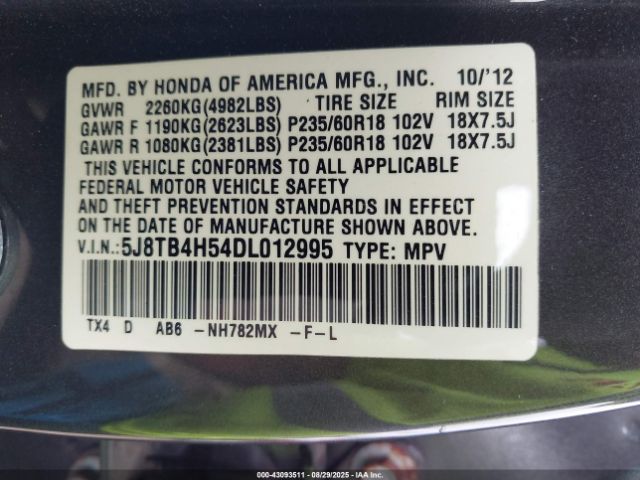 MFD. BY HONDA OF AMERICA MFG., INC. 10/'12
GVWR 2260KG(4982LBS) TIRE SIZE RIM SIZE
GAWR F 1190KG(2623LBS) P235/60R18 102V 18X7.5J
GAWR R 1080KG(2381LBS) P235/60R18 102V 18X7.5J
THIS VEHICLE CONFORMS TO ALL APPLICABLE
FEDERAL MOTOR VEHICLE SAFETY
AND THEFT PREVENTION STANDARDS IN EFFECT
ON THE DATE OF MANUFACTURE SHOWN ABOVE.
V.I.N.:5J8TB4H54DL012995 TYPE: MPV
TX4 D AB6 -NH782MX -F-L
000-43093511 - 08/29/2025 - IAA Inc.